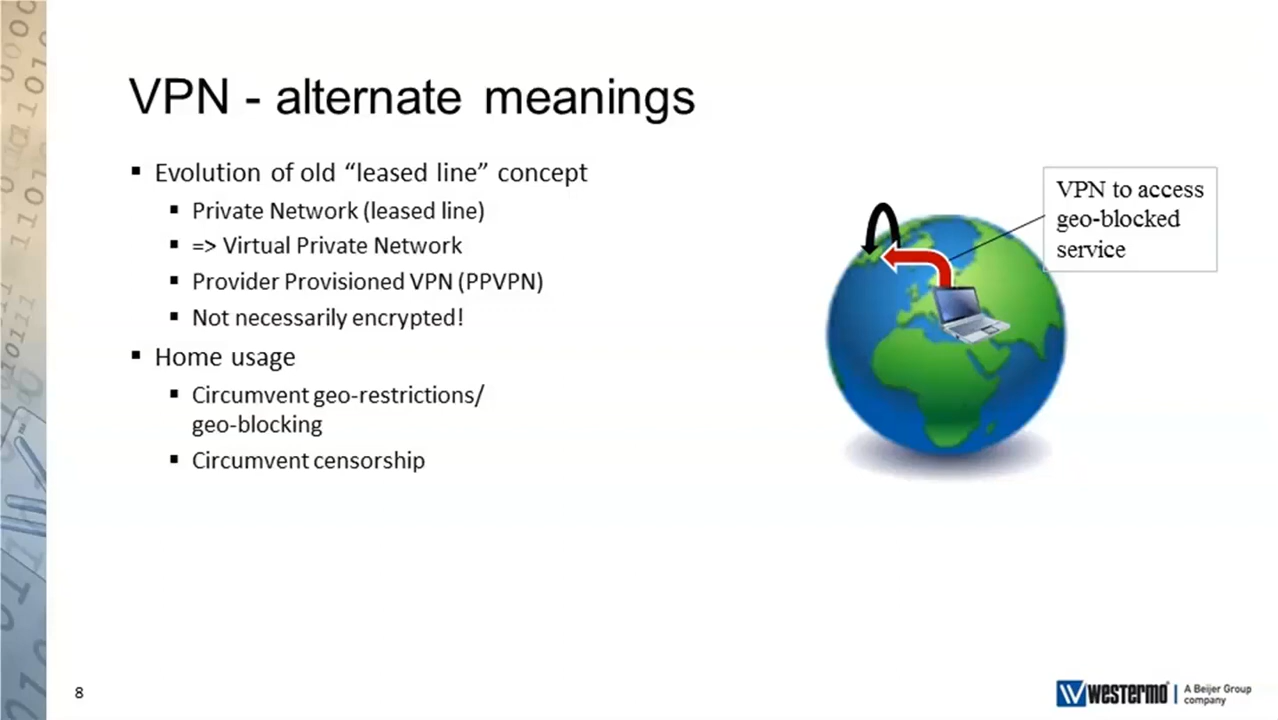 VPN - alternate meanings
Evolution of old “leased line” concept
Private Network (leased line)
=> Virtual Private Network
Provider Provisioned VPN (PPVPN)
Not necessarily encrypted!
Home usage
Circumvent geo-restrictions/
geo-blocking
Circumvent censorship
VPN to access
geo-blocked
service
8
westermo
A Beijer Group
company